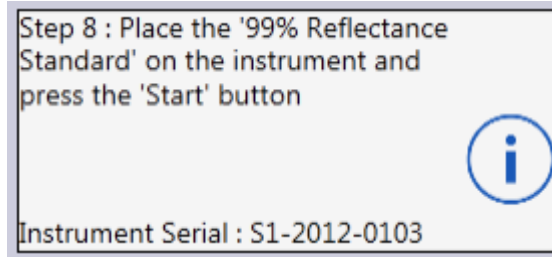 Step 8 : Place the '99% Reflectance
Standard' on the instrument and
press the 'Start' button
Instrument Serial : S1-2012-0103